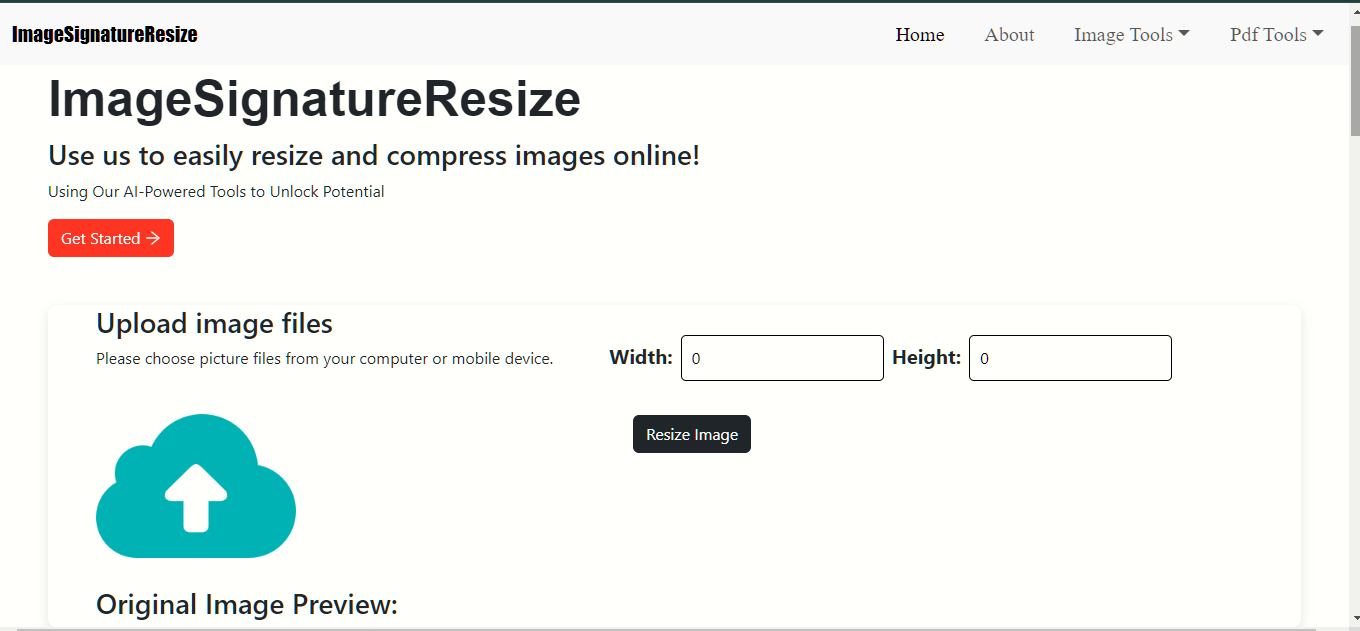 ImageSignatureResize
Home About Image Tools Pdf Tools
ImageSignatureResize
Use us to easily resize and compress images online!
Using Our AI-Powered Tools to Unlock Potential
Get Started →
Upload image files
Please choose picture files from your computer or mobile device.
Width: 0 Height: 0
Resize Image
Original Image Preview: